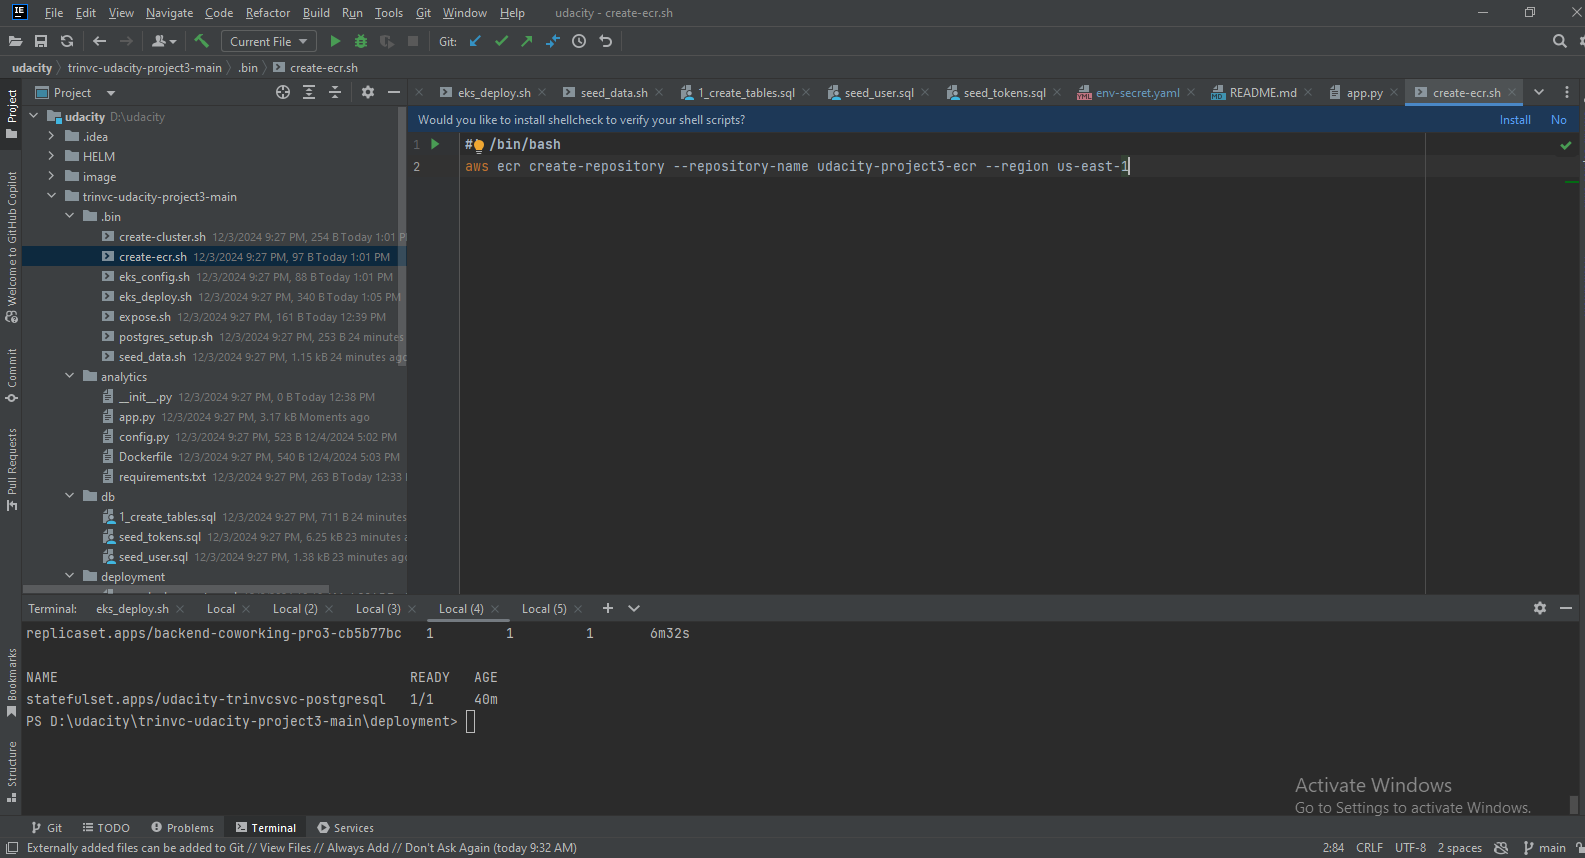 File Edit View Navigate Code Refactor Build Run Tools Git Window Help udacity - create-ecr.sh
Current File Git:
udacity trinvc-udacity-project3-main .bin create-ecr.sh
Project
eks_deploy.sh seed_data.sh 1_create_tables.sql seed_user.sql seed_tokens.sql env-secret.yaml README.md app.py create-ecr.sh
Would you like to install shellcheck to verify your shell scripts? Install No
1 # /bin/bash
2 aws ecr create-repository --repository-name udacity-project3-ecr --region us-east-1
udacity D:\udacity
.idea
HELM
image
trinvc-udacity-project3-main
.bin
create-cluster.sh 12/3/2024 9:27 PM, 254 B Today 1:01 P
create-ecr.sh 12/3/2024 9:27 PM, 97 B Today 1:01 PM
eks_config.sh 12/3/2024 9:27 PM, 88 B Today 1:01 PM
eks_deploy.sh 12/3/2024 9:27 PM, 340 B Today 1:05 PM
expose.sh 12/3/2024 9:27 PM, 161 B Today 12:39 PM
postgres_setup.sh 12/3/2024 9:27 PM, 253 B 24 minutes
seed_data.sh 12/3/2024 9:27 PM, 1.15 kB 24 minutes ago
analytics
__init__.py 12/3/2024 9:27 PM, 0 B Today 12:38 PM
app.py 12/3/2024 9:27 PM, 3.17 kB Moments ago
config.py 12/3/2024 9:27 PM, 523 B 12/4/2024 5:02 PM
Dockerfile 12/3/2024 9:27 PM, 540 B 12/4/2024 5:03 PM
requirements.txt 12/3/2024 9:27 PM, 263 B Today 12:33
db
1_create_tables.sql 12/3/2024 9:27 PM, 711 B 24 minutes
seed_tokens.sql 12/3/2024 9:27 PM, 6.25 kB 23 minutes a
seed_user.sql 12/3/2024 9:27 PM, 1.38 kB 23 minutes ago
deployment
Project
Welcome to GitHub Copilot
Commit
Pull Requests
Bookmarks
Structure
Terminal: eks_deploy.sh Local Local (2) Local (3) Local (4) Local (5)
replicaset.apps/backend-coworking-pro3-cb5b77bc 1 1 1 6m32s
NAME READY AGE
statefulset.apps/udacity-trinvcsvc-postgresql 1/1 40m
PS D:\udacity\trinvc-udacity-project3-main\deployment>
Activate Windows
Go to Settings to activate Windows.
Git TODO Problems Terminal Services
Externally added files can be added to Git // View Files // Always Add // Don't Ask Again (today 9:32 AM) 2:84 CRLF UTF-8 2 spaces main